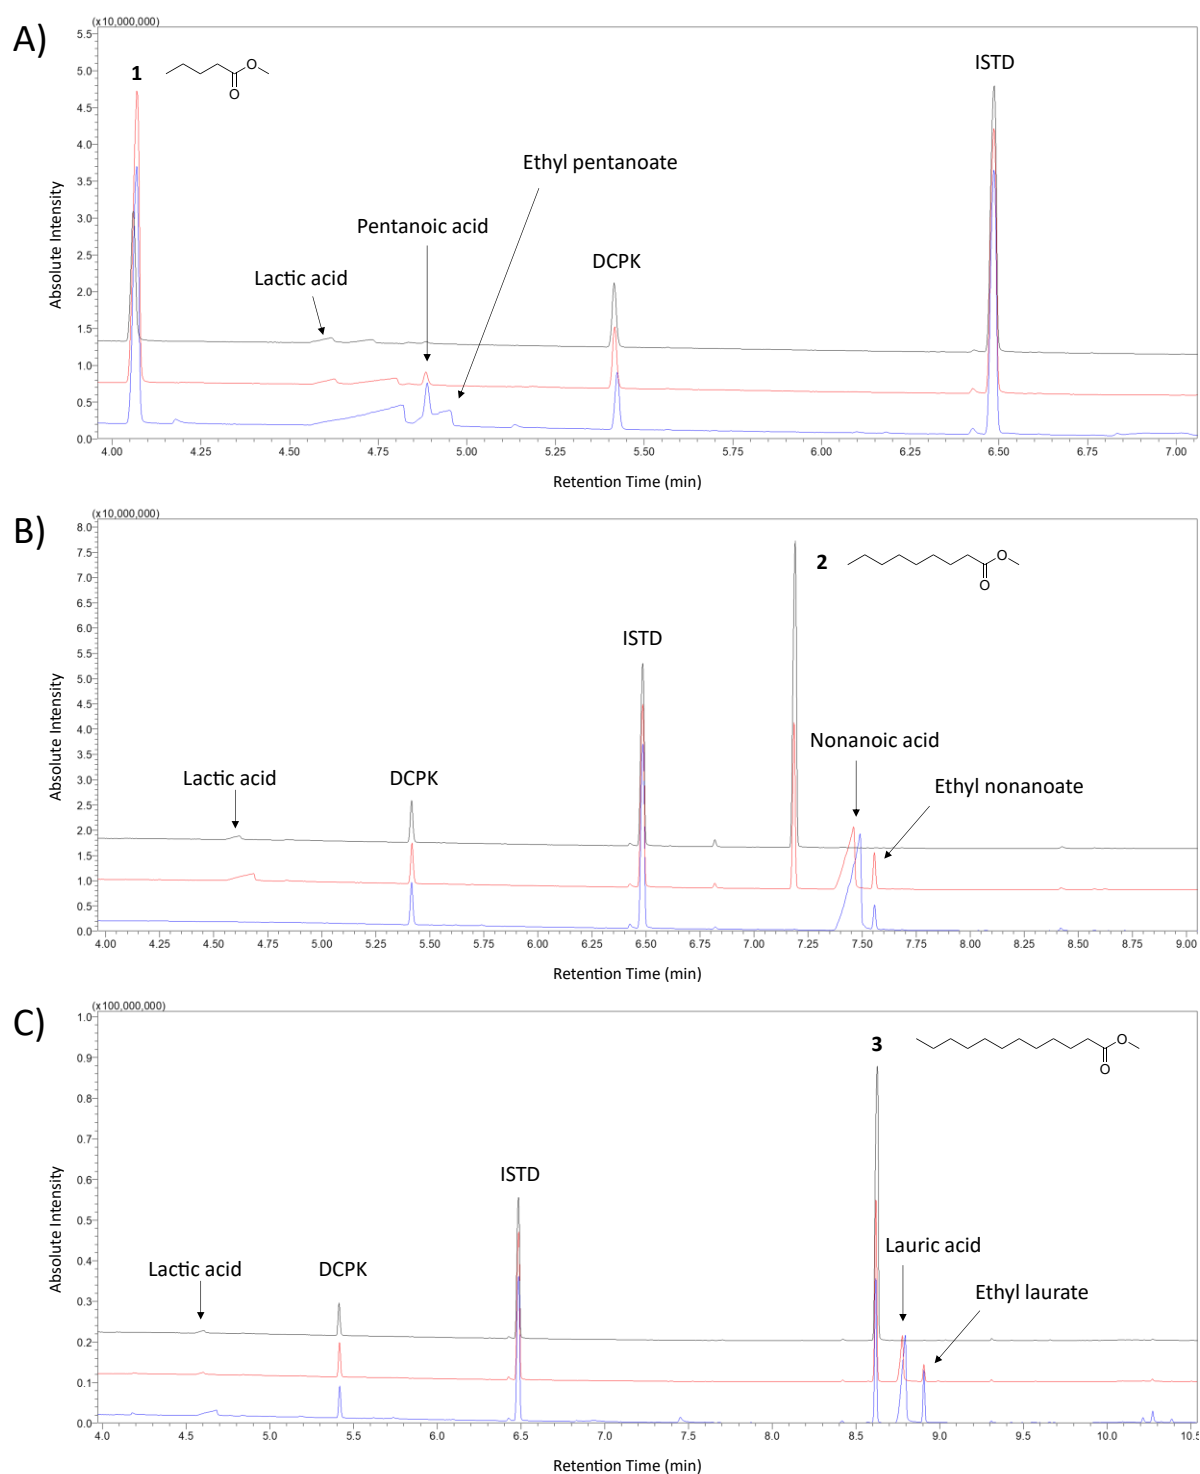 A)
(x10,000,000)
5.5
5.0
4.5
4.0
3.5
3.0
2.5
2.0
1.5
1.0
0.5
0.0
Absolute Intensity
1
O
O
ISTD
Ethyl pentanoate
Pentanoic acid
Lactic acid
DCPK
4.00 4.25 4.50 4.75 5.00 5.25 5.50 5.75 6.00 6.25 6.50 6.75 7.00
Retention Time (min)
B)
(x10,000,000)
8.0
7.5
7.0
6.5
6.0
5.5
5.0
4.5
4.0
3.5
3.0
2.5
2.0
1.5
1.0
0.5
0.0
Absolute Intensity
2
O
O
ISTD
Nonanoic acid
Lactic acid
DCPK
Ethyl nonanoate
4.00 4.25 4.50 4.75 5.00 5.25 5.50 5.75 6.00 6.25 6.50 6.75 7.00 7.25 7.50 7.75 8.00 8.25 8.50 8.75 9.00
Retention Time (min)
C)
(x100,000,000)
1.0
0.9
0.8
0.7
0.6
0.5
0.4
0.3
0.2
0.1
0.0
Absolute Intensity
3
O
O
ISTD
Lauric acid
Lactic acid
DCPK
Ethyl laurate
4.0 4.5 5.0 5.5 6.0 6.5 7.0 7.5 8.0 8.5 9.0 9.5 10.0 10.5
Retention Time (min)